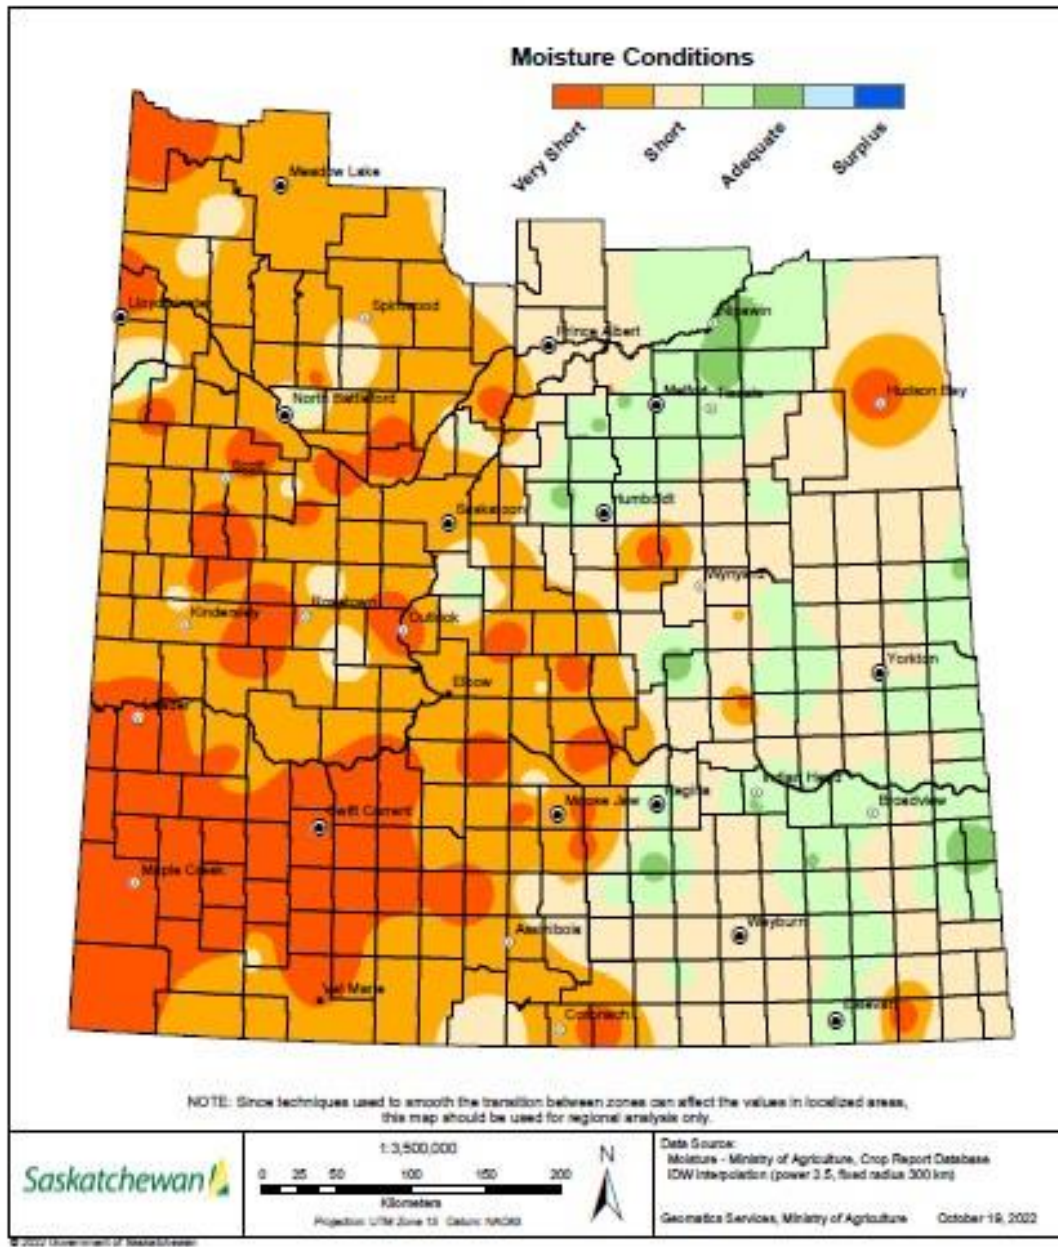 Moisture Conditions
Very Short
Short
Adequate
Surplus
Meadow Lake
Lloydminster
Spiritwood
Nipawin
Prince Albert
Melfort
Tisdale
Hudson Bay
North Battleford
Scott
Saskatoon
Humboldt
Wynyard
Kindersley
Rosetown
Outlook
Yorkton
Elbow
Leader
Indian Head
Swift Current
Moose Jaw
Regina
Broadview
Maple Creek
Assiniboia
Weyburn
Val Marie
Coronach
Estevan
NOTE: Since techniques used to smooth the transition between zones can affect the values in localized areas,
this map should be used for regional analysis only.
Saskatchewan
1:3,500,000
0 25 50 100 150 200
Kilometers
Projection: UTM Zone 13 Datum: NAD83
N
Data Source:
Moisture - Ministry of Agriculture, Crop Report Database
IDW Interpolation (power 2.5, fixed radius 300 km)
Geomatics Services, Ministry of Agriculture October 19, 2022
© 2022 Government of Saskatchewan